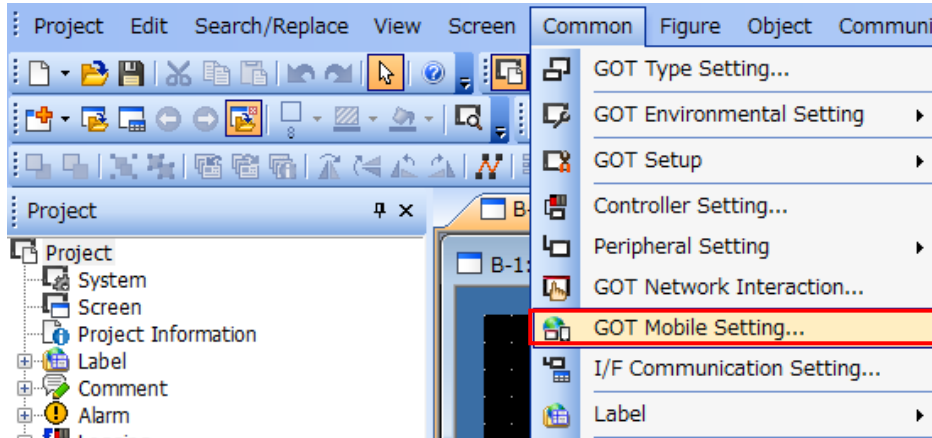 Project Edit Search/Replace View Screen Common Figure Object Communi
GOT Type Setting...
GOT Environmental Setting
GOT Setup
Project
Controller Setting...
B-
Project
Peripheral Setting
B-1:
System
GOT Network Interaction...
Screen
GOT Mobile Setting...
Project Information
Label
I/F Communication Setting...
Comment
Alarm
Label